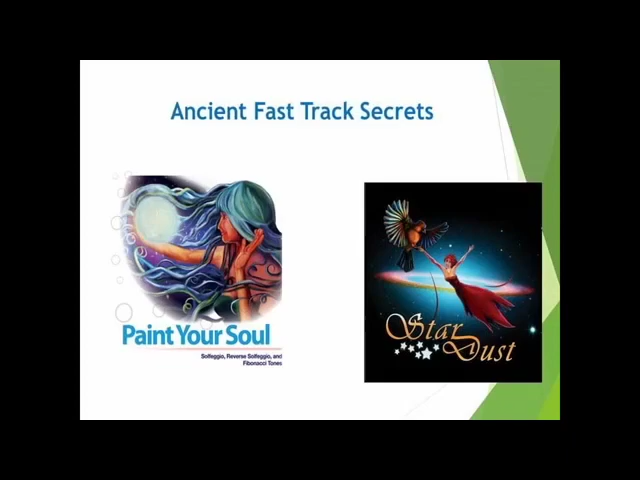 Ancient Fast Track Secrets
Paint Your Soul
Solfeggio, Reverse Solfeggio, and
Fibonacci Tones
Star
Dust